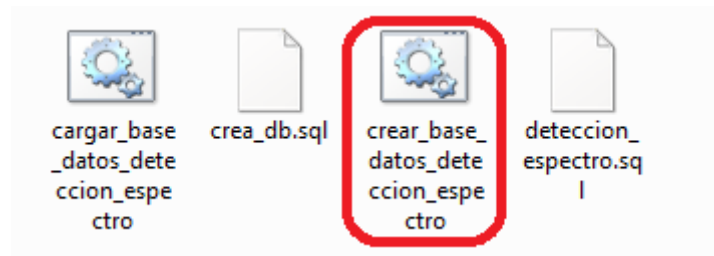 cargar_base
_datos_dete
ccion_espe
ctro
crea_db.sql
crear_base_
datos_dete
ccion_espe
ctro
deteccion_
espectro.sq
l